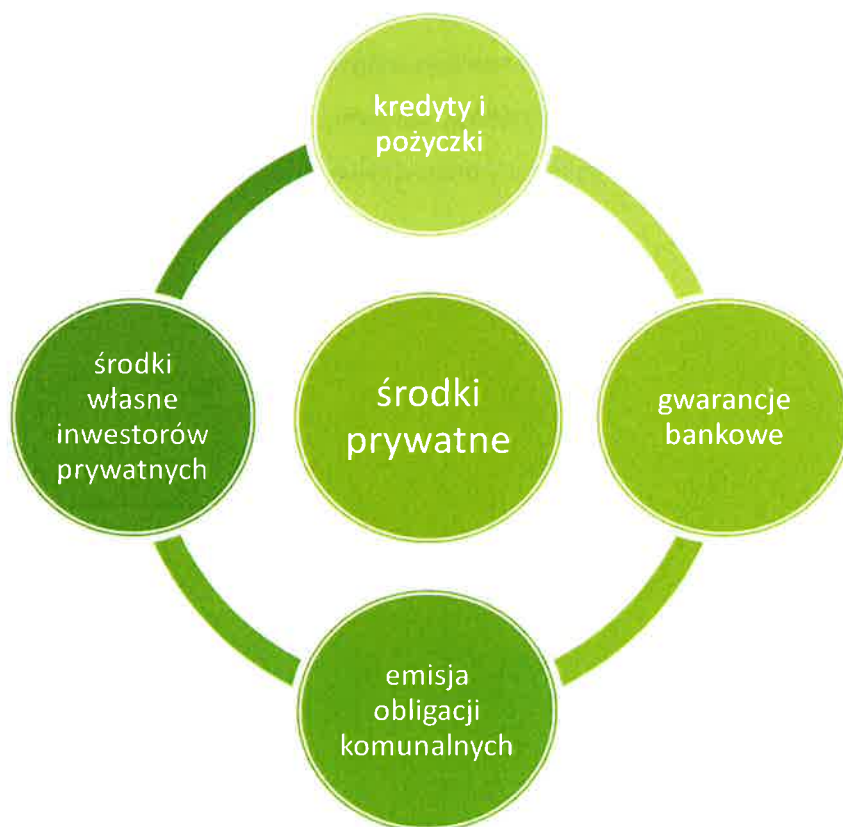 kredyty i
pożyczki
środki
własne
inwestorów
prywatnych
środki
prywatne
gwarancje
bankowe
emisja
obligacji
komunalnych